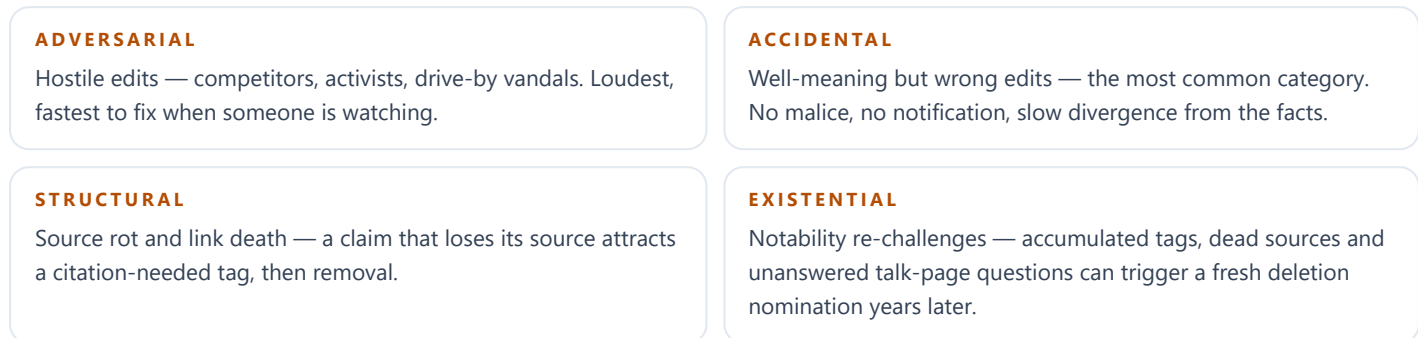 ADVERSARIAL
Hostile edits — competitors, activists, drive-by vandals. Loudest,
fastest to fix when someone is watching.
ACCIDENTAL
Well-meaning but wrong edits — the most common category.
No malice, no notification, slow divergence from the facts.
STRUCTURAL
Source rot and link death — a claim that loses its source attracts
a citation-needed tag, then removal.
EXISTENTIAL
Notability re-challenges — accumulated tags, dead sources and
unanswered talk-page questions can trigger a fresh deletion
nomination years later.